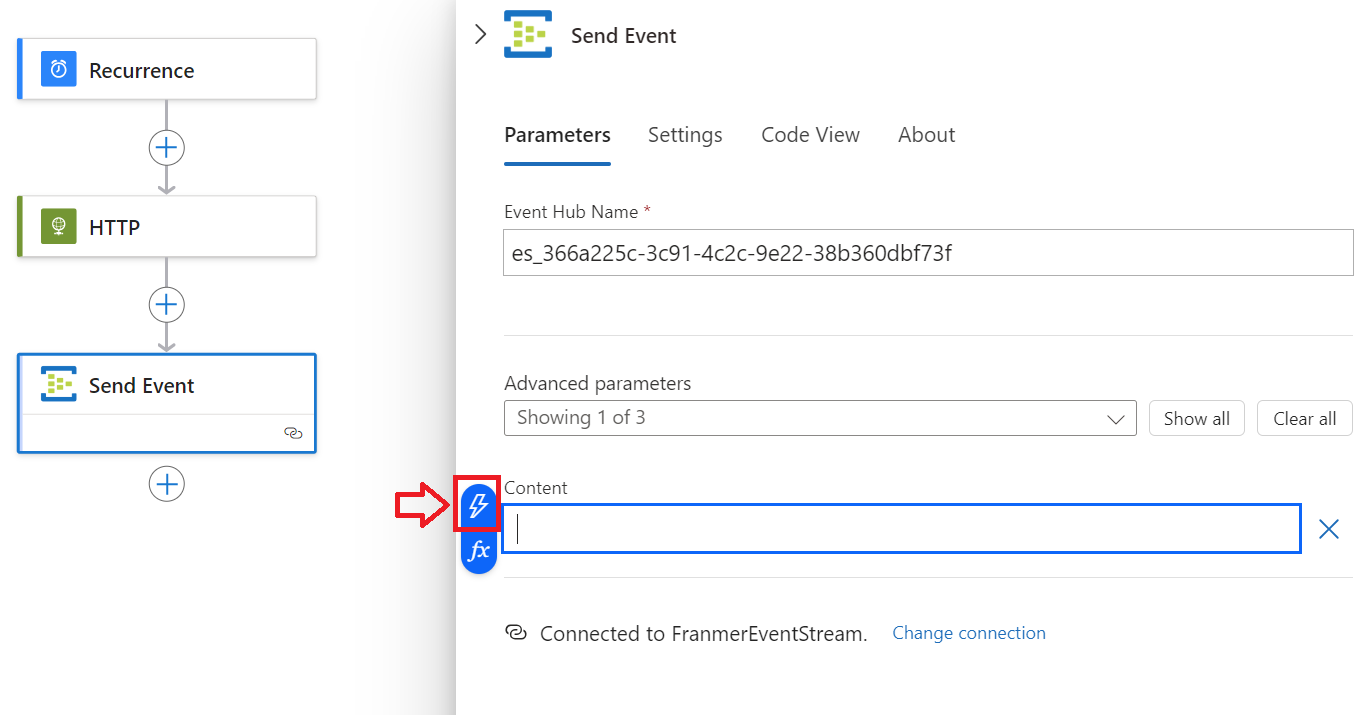 Recurrence
HTTP
Send Event
Send Event
Parameters Settings Code View About
Event Hub Name *
es_366a225c-3c91-4c2c-9e22-38b360dbf73f
Advanced parameters
Showing 1 of 3 Show all Clear all
Content
fx
Connected to FranmerEventStream. Change connection